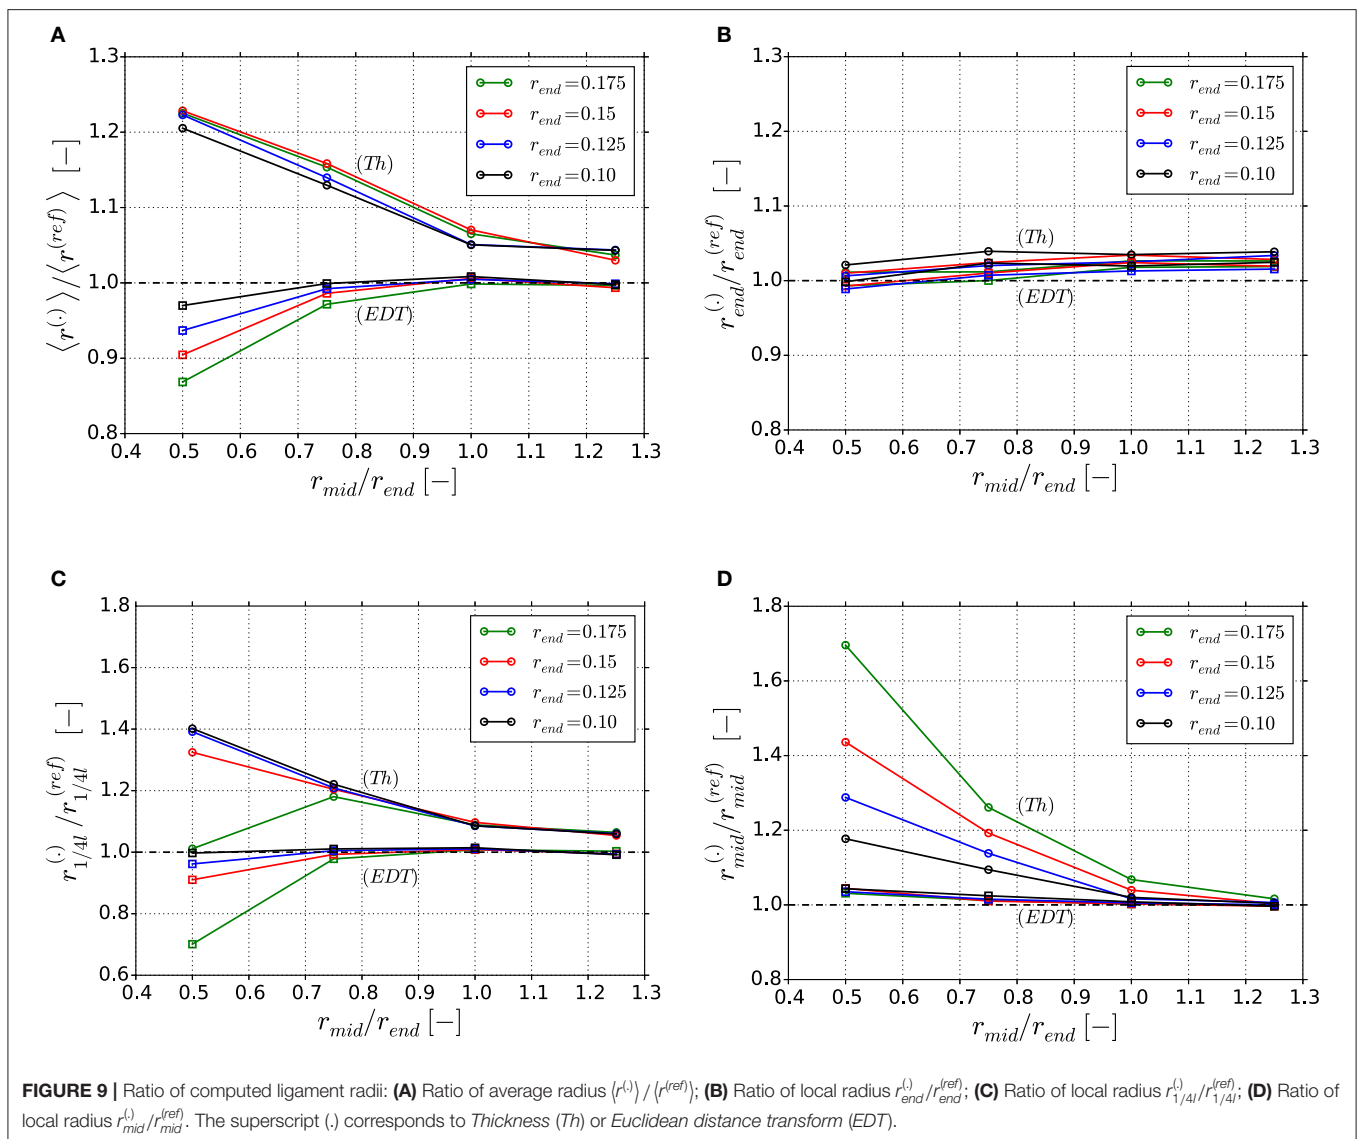 A
1.3
1.2
1.1
1.0
0.9
0.8
0.4 0.5 0.6 0.7 0.8 0.9 1.0 1.1 1.2 1.3
r_mid/r_end [−]
⟨r^(·)⟩/⟨r^(ref)⟩ [−]
r_end=0.175
r_end=0.15
r_end=0.125
r_end=0.10
(Th)
(EDT)
B
1.3
1.2
1.1
1.0
0.9
0.8
0.4 0.5 0.6 0.7 0.8 0.9 1.0 1.1 1.2 1.3
r_mid/r_end [−]
r_end^(·)/r_end^(ref) [−]
r_end=0.175
r_end=0.15
r_end=0.125
r_end=0.10
(Th)
(EDT)
C
1.8
1.6
1.4
1.2
1.0
0.8
0.6
0.4 0.5 0.6 0.7 0.8 0.9 1.0 1.1 1.2 1.3
r_mid/r_end [−]
r_1/4l^(·)/r_1/4l^(ref) [−]
r_end=0.175
r_end=0.15
r_end=0.125
r_end=0.10
(Th)
(EDT)
D
1.8
1.6
1.4
1.2
1.0
0.8
0.4 0.5 0.6 0.7 0.8 0.9 1.0 1.1 1.2 1.3
r_mid/r_end [−]
r_mid^(·)/r_mid^(ref) [−]
r_end=0.175
r_end=0.15
r_end=0.125
r_end=0.10
(Th)
(EDT)
FIGURE 9 | Ratio of computed ligament radii: (A) Ratio of average radius ⟨r^(.)⟩/⟨r^(ref)⟩; (B) Ratio of local radius r_end^(.)/r_end^(ref); (C) Ratio of local radius r_1/4l^(.)/r_1/4l^(ref); (D) Ratio of
local radius r_mid^(.)/r_mid^(ref). The superscript (.) corresponds to Thickness (Th) or Euclidean distance transform (EDT).